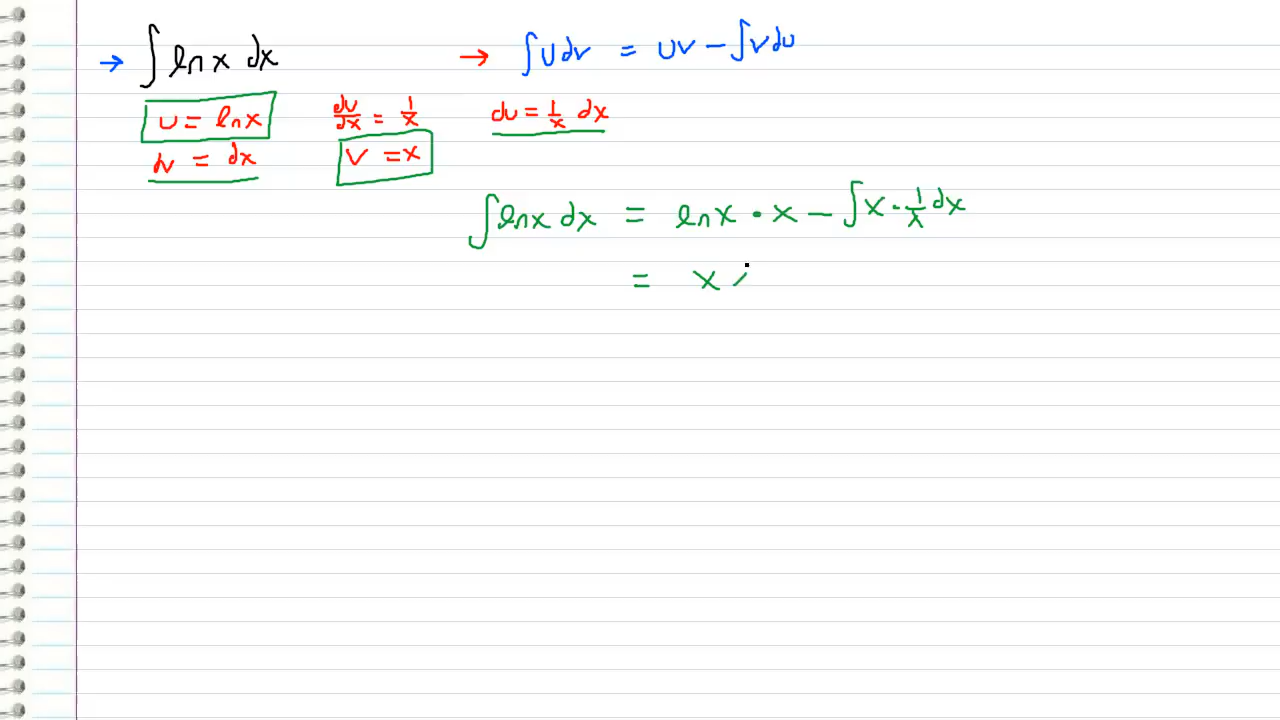 → ∫ ln x dx → ∫ u dv = uv − ∫ v du
u = ln x du/dx = 1/x du = 1/x dx
dv = dx v = x
∫ ln x dx = ln x · x − ∫ x · 1/x dx
= x